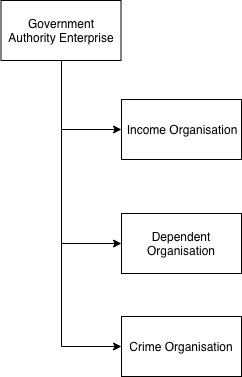 Government
Authority Enterprise
Income Organisation
Dependent
Organisation
Crime Organisation